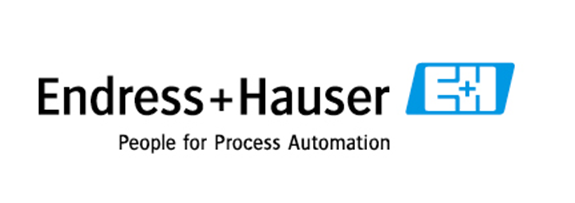 Endress+Hauser E+H
People for Process Automation